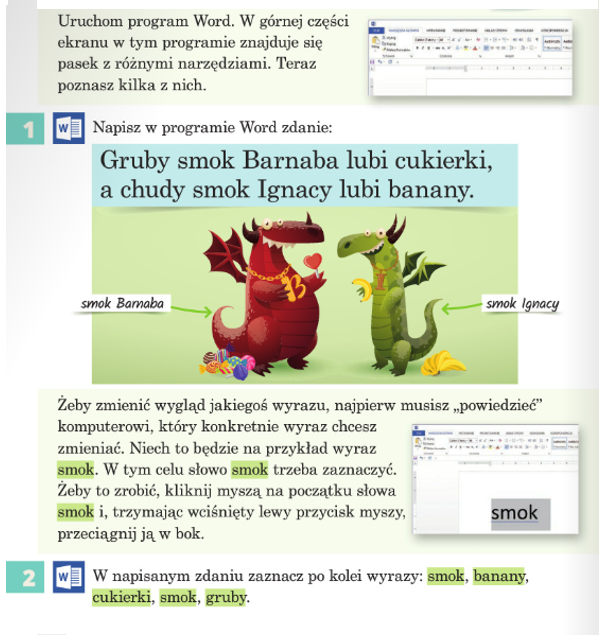 Uruchom program Word. W górnej części
ekranu w tym programie znajduje się
pasek z różnymi narzędziami. Teraz
poznasz kilka z nich.
1
W
Napisz w programie Word zdanie:
Gruby smok Barnaba lubi cukierki,
a chudy smok Ignacy lubi banany.
B
I
smok Barnaba
smok Ignacy
Żeby zmienić wygląd jakiegoś wyrazu, najpierw musisz „powiedzieć”
komputerowi, który konkretnie wyraz chcesz
zmieniać. Niech to będzie na przykład wyraz
smok. W tym celu słowo smok trzeba zaznaczyć.
Żeby to zrobić, kliknij myszą na początku słowa
smok i, trzymając wciśnięty lewy przycisk myszy,
przeciągnij ją w bok.
smok
2
W
W napisanym zdaniu zaznacz po kolei wyrazy: smok, banany,
cukierki, smok, gruby.